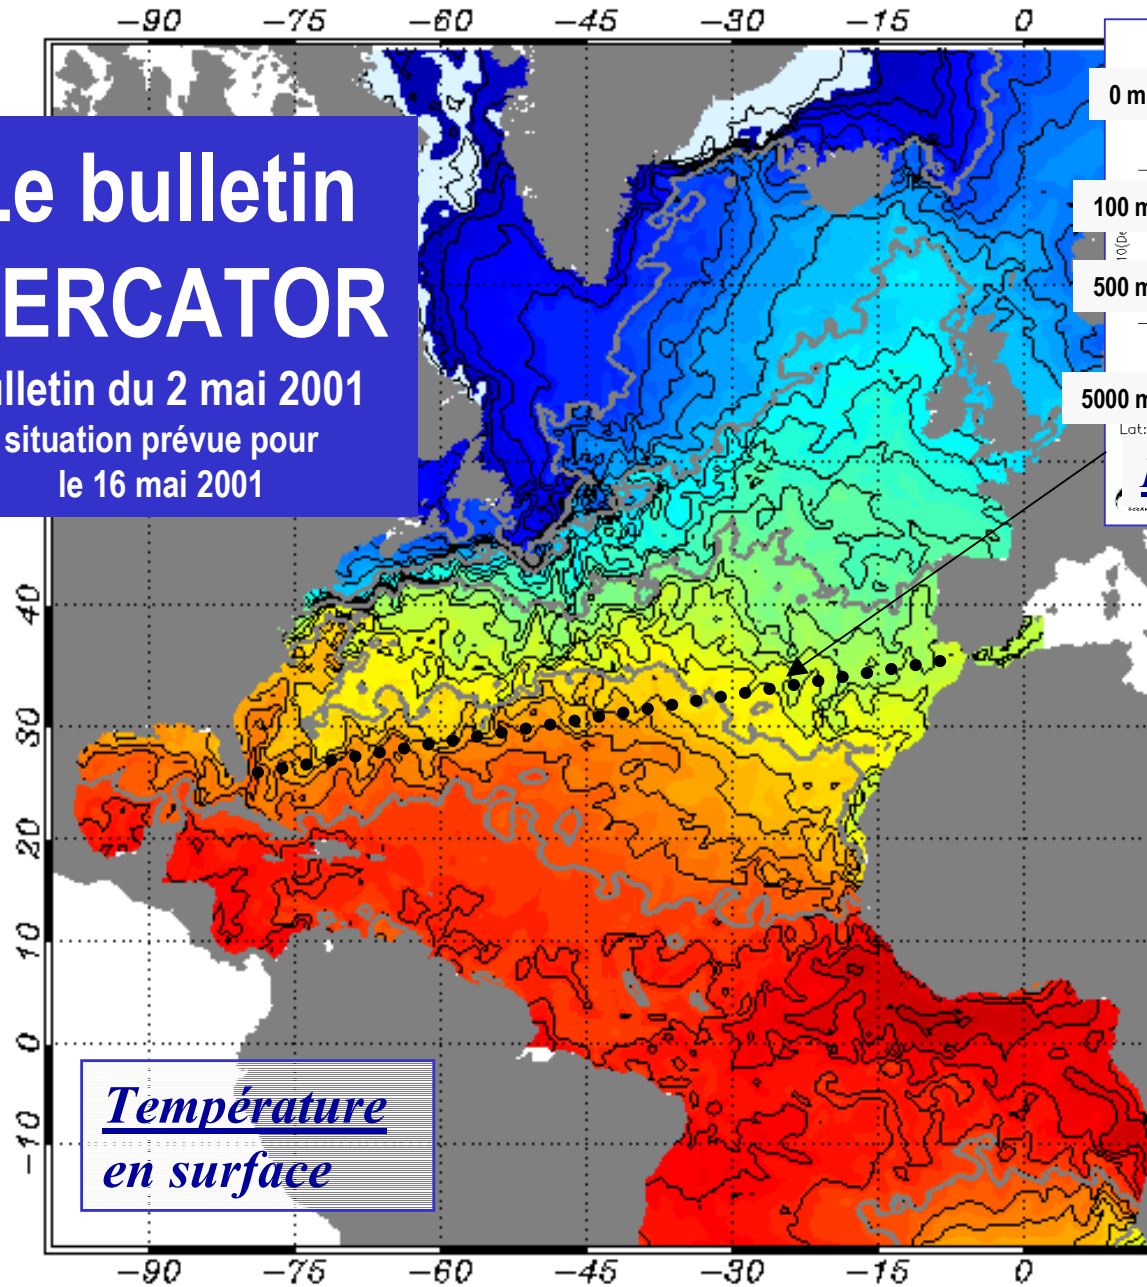 −90 −75 −60 −45 −30 −15 0
0 m
Le bulletin
100 m
ERCATOR
500 m
lletin du 2 mai 2001
5000 m
situation prévue pour
Lat:
le 16 mai 2001
40
30
20
10
0
−10
Température
en surface
−90 −75 −60 −45 −30 −15 0